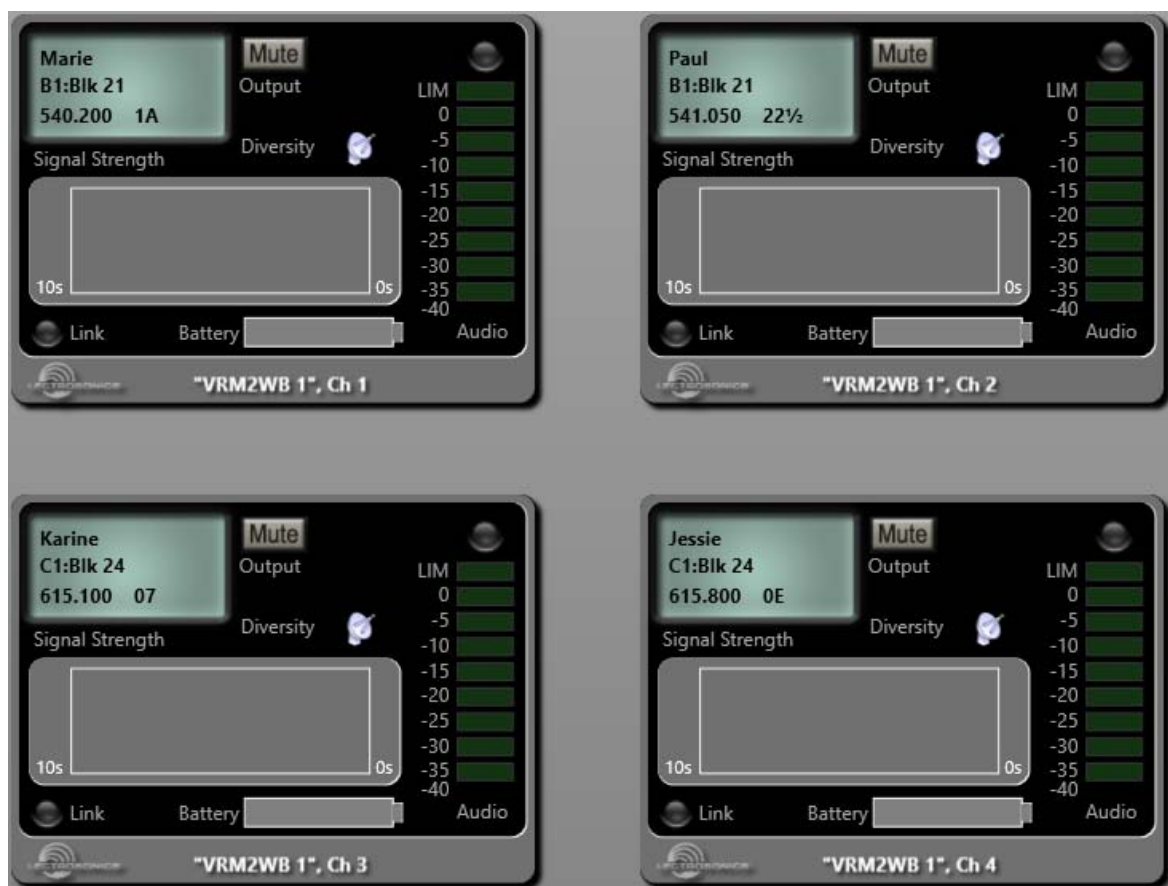 Marie
B1:Blk 21
540.200 1A
Mute
Output
Diversity
Signal Strength
10s
0s
Link
Battery
LIM
0
-5
-10
-15
-20
-25
-30
-35
-40
Audio
LECTROSONICS
"VRM2WB 1", Ch 1
Paul
B1:Blk 21
541.050 22½
Mute
Output
Diversity
Signal Strength
10s
0s
Link
Battery
LIM
0
-5
-10
-15
-20
-25
-30
-35
-40
Audio
LECTROSONICS
"VRM2WB 1", Ch 2
Karine
C1:Blk 24
615.100 07
Mute
Output
Diversity
Signal Strength
10s
0s
Link
Battery
LIM
0
-5
-10
-15
-20
-25
-30
-35
-40
Audio
LECTROSONICS
"VRM2WB 1", Ch 3
Jessie
C1:Blk 24
615.800 0E
Mute
Output
Diversity
Signal Strength
10s
0s
Link
Battery
LIM
0
-5
-10
-15
-20
-25
-30
-35
-40
Audio
LECTROSONICS
"VRM2WB 1", Ch 4